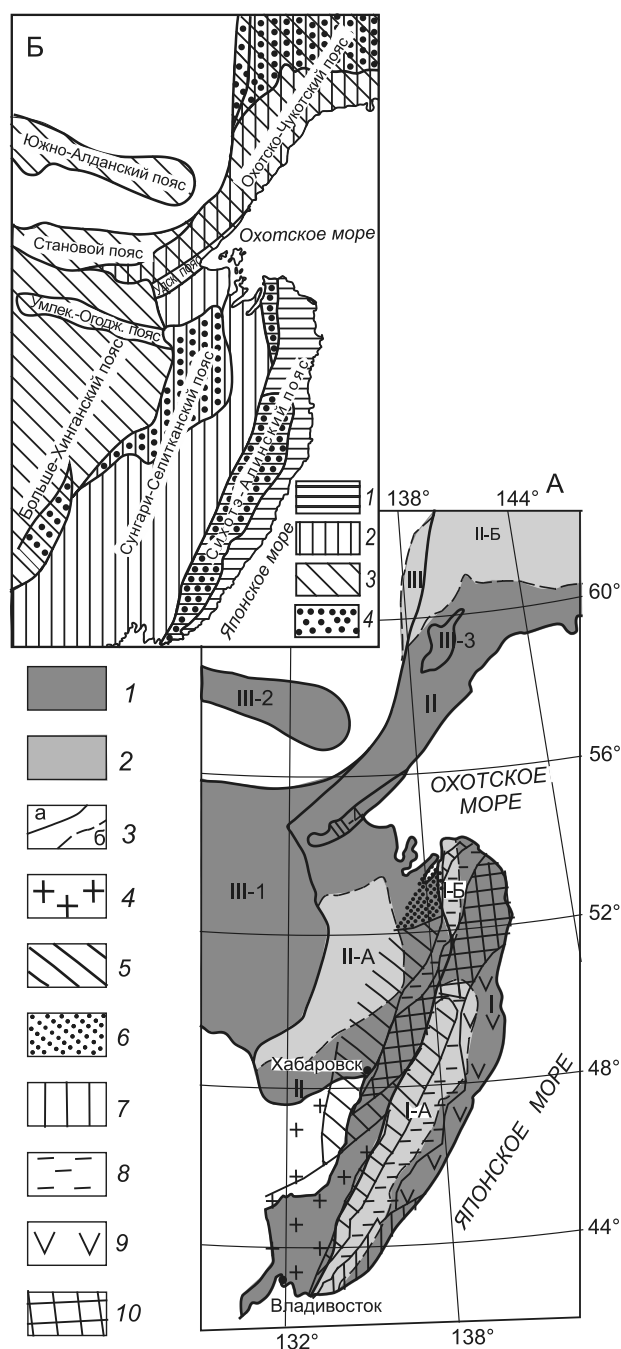 Б
Южно-Алданский пояс
Охотско-Чукотский пояс
Становой пояс
Охотское море
Удск. пояс
Умлек.-Огодж. пояс
Больше-Хинганский пояс
Сунгари-Селитканский пояс
Сихотэ-Алинский пояс
Японское море
1
2
3
4
А
138° 144°
II-Б
III
60°
III-3
III-2
II
56°
ОХОТСКОЕ
МОРЕ
I-Б
III-1
52°
II-А
I
Хабаровск
48°
II
I-А
ЯПОНСКОЕ МОРЕ
44°
Владивосток
132° 138°
1
2
а
б
3
4
5
6
7
8
9
10